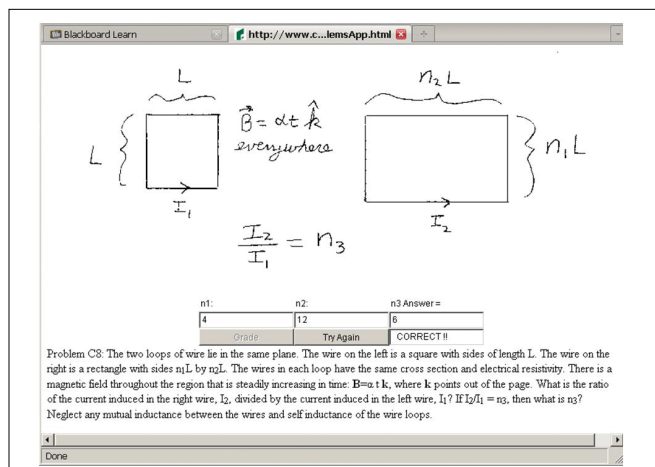 Blackboard Learn
http://www.c...lemsApp.html
L
L
I₁
B⃗ = αt k̂
everywhere
n₂L
n₁L
I₂
I₂/I₁ = n₃
n1: n2: n3 Answer =
4 12 6
Grade Try Again CORRECT !!
Problem C8: The two loops of wire lie in the same plane. The wire on the left is a square with sides of length L. The wire on the
right is a rectangle with sides n₁L by n₂L. The wires in each loop have the same cross section and electrical resistivity. There is a
magnetic field throughout the region that is steadily increasing in time: B=α t k, where k points out of the page. What is the ratio
of the current induced in the right wire, I₂, divided by the current induced in the left wire, I₁? If I₂/I₁ = n₃, then what is n₃?
Neglect any mutual inductance between the wires and self inductance of the wire loops.
Done